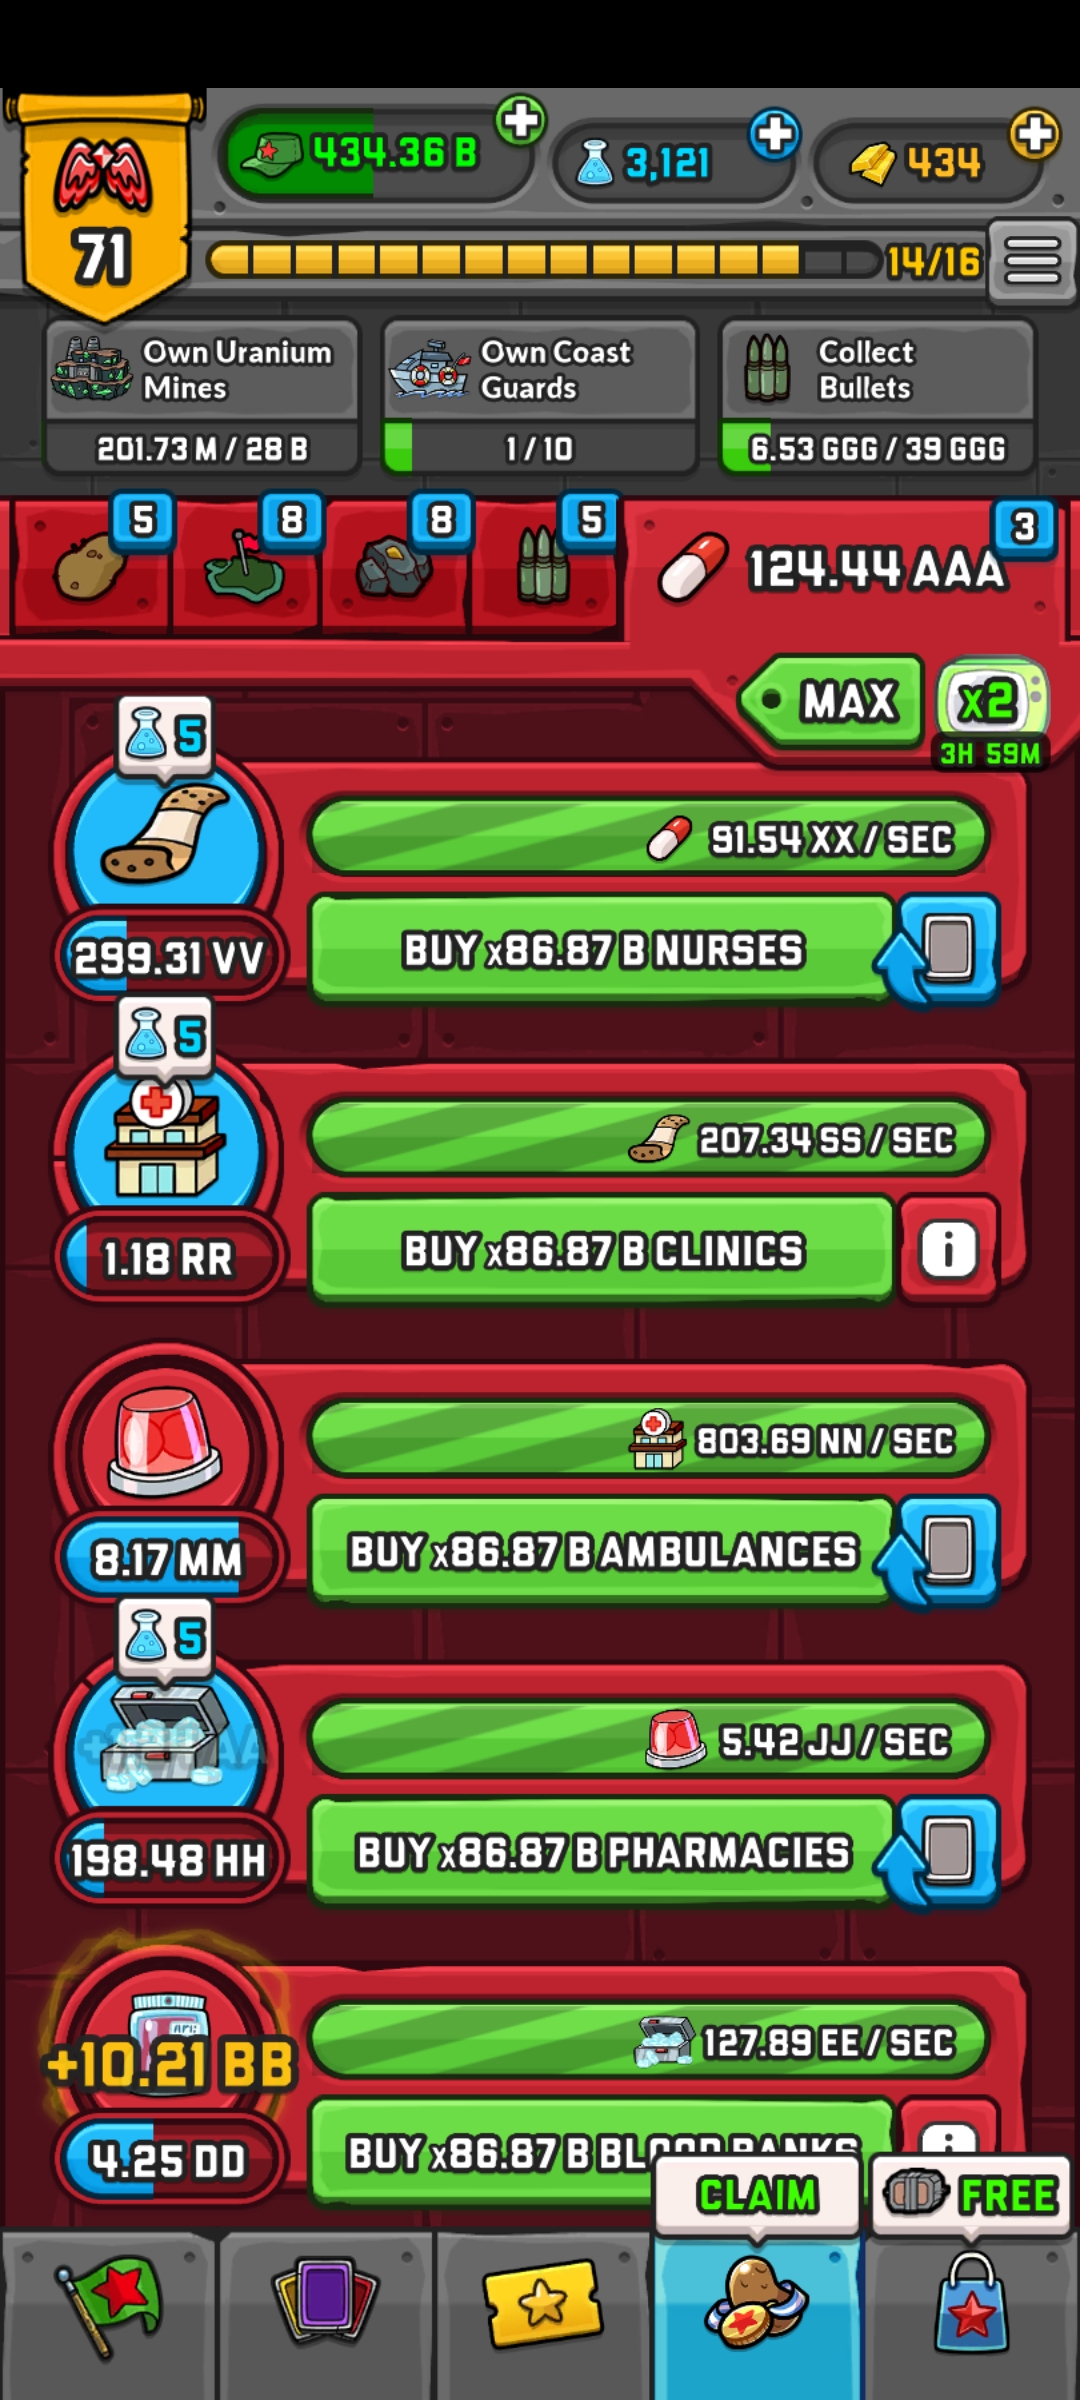 434.36 B
3,121
434
71
14/16
Own Uranium
Mines
201.73 M / 28 B
Own Coast
Guards
1 / 10
Collect
Bullets
6.53 GGG / 39 GGG
5
8
8
5
3
124.44 AAA
MAX
x2
3H 59M
5
91.54 XX / SEC
299.31 VV
BUY x86.87 B NURSES
5
207.34 SS / SEC
1.18 RR
BUY x86.87 B CLINICS
i
803.69 NN / SEC
8.17 MM
BUY x86.87 B AMBULANCES
5
5.42 JJ / SEC
198.48 HH
BUY x86.87 B PHARMACIES
+10.21 BB
127.89 EE / SEC
4.25 DD
BUY x86.87 B BLOOD BANKS
i
CLAIM
FREE